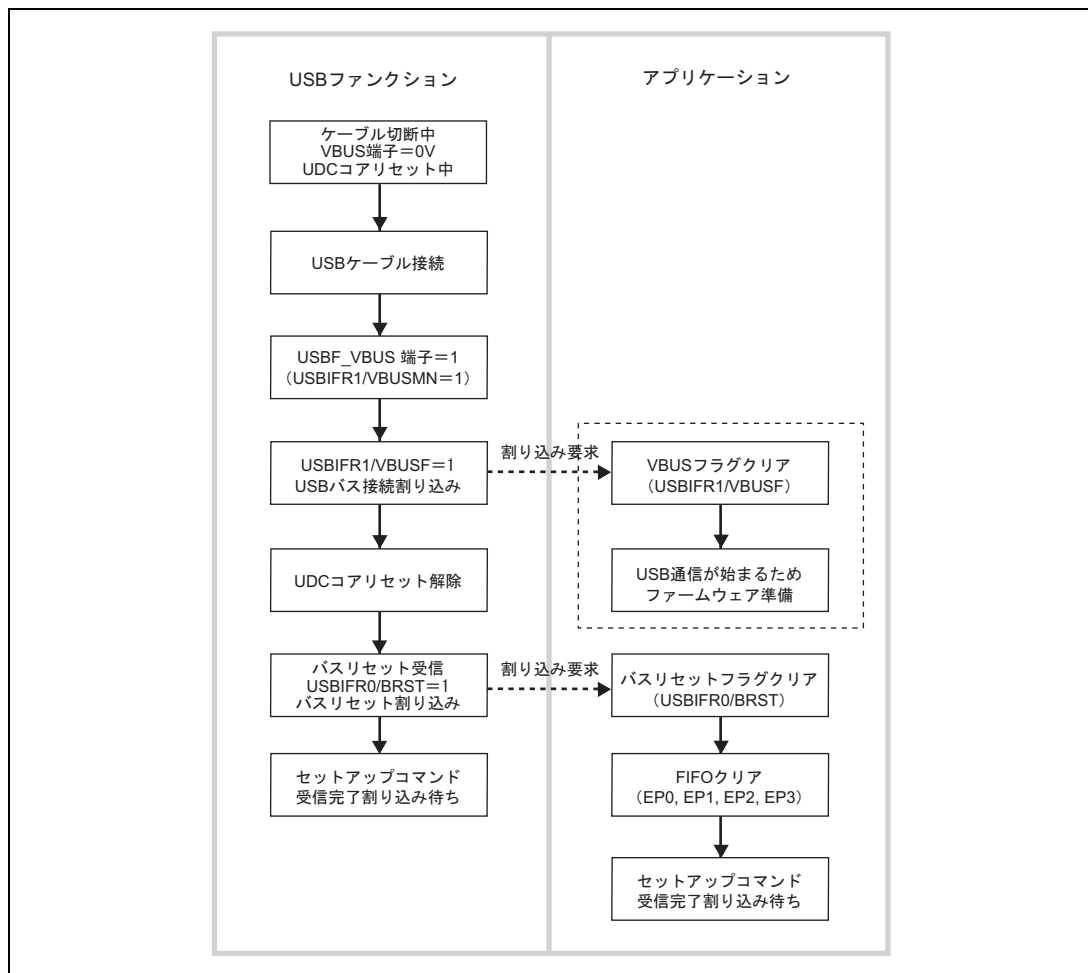 USBファンクション
アプリケーション
ケーブル切断中
VBUS端子＝0V
UDCコアリセット中
USBケーブル接続
USBF_VBUS 端子＝1
（USBIFR1/VBUSMN＝1）
USBIFR1/VBUSF＝1
USBバス接続割り込み
割り込み要求
VBUSフラグクリア
（USBIFR1/VBUSF）
UDCコアリセット解除
USB通信が始まるため
ファームウェア準備
バスリセット受信
USBIFR0/BRST＝1
バスリセット割り込み
割り込み要求
バスリセットフラグクリア
（USBIFR0/BRST）
セットアップコマンド
受信完了割り込み待ち
FIFOクリア
（EP0, EP1, EP2, EP3）
セットアップコマンド
受信完了割り込み待ち